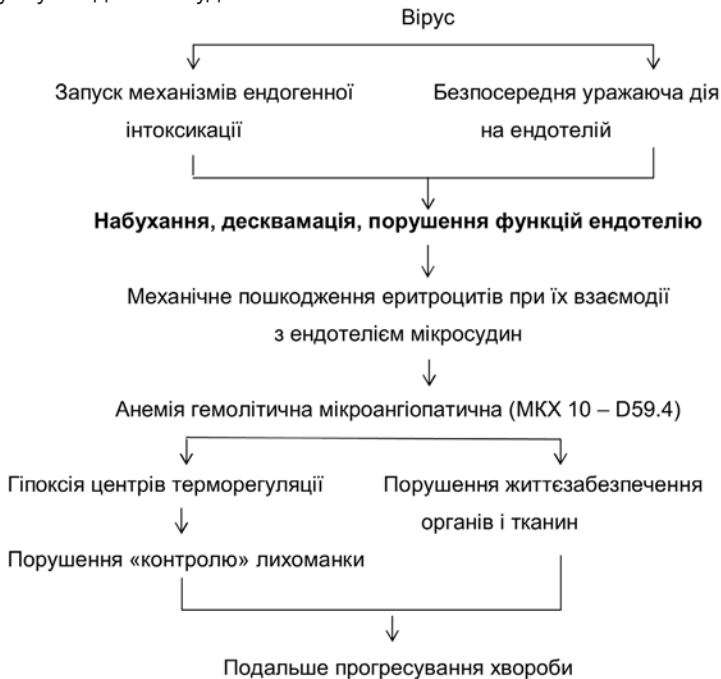 Вірус
Запуск механізмів ендогенної
інтоксикації
Безпосередня уражаюча дія
на ендотелій
Набухання, десквамація, порушення функцій ендотелію
Механічне пошкодження еритроцитів при їх взаємодії
з ендотелієм мікросудин
Анемія гемолітична мікроангіопатична (МКХ 10 – D59.4)
Гіпоксія центрів терморегуляції
Порушення життєзабезпечення
органів і тканин
Порушення «контролю» лихоманки
Подальше прогресування хвороби